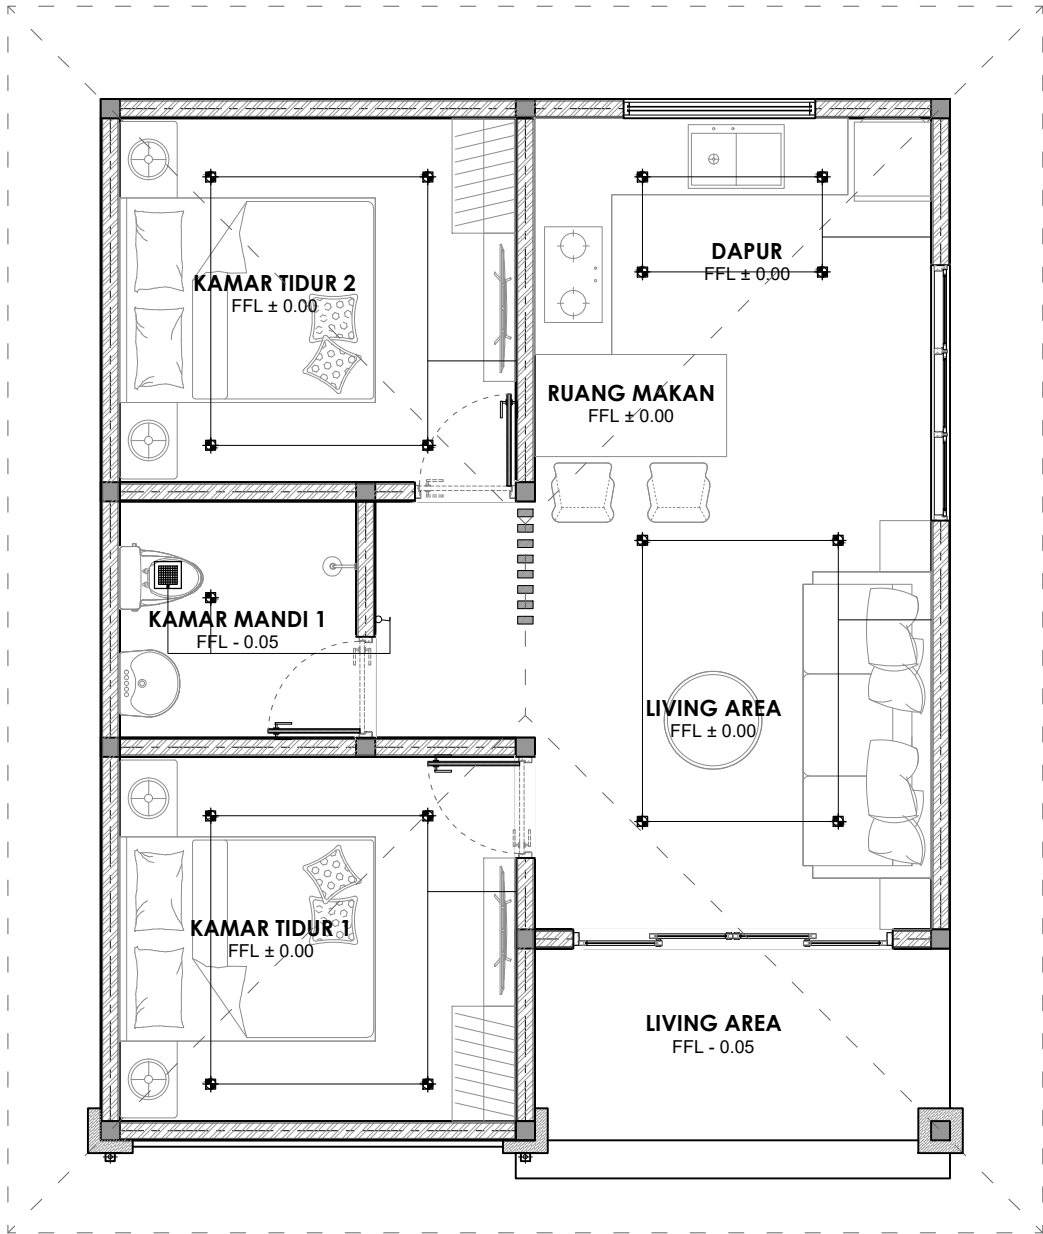 DAPUR
FFL ± 0.00
KAMAR TIDUR 2
FFL ± 0.00
RUANG MAKAN
FFL ± 0.00
KAMAR MANDI 1
FFL - 0.05
LIVING AREA
FFL ± 0.00
KAMAR TIDUR 1
FFL ± 0.00
LIVING AREA
FFL - 0.05